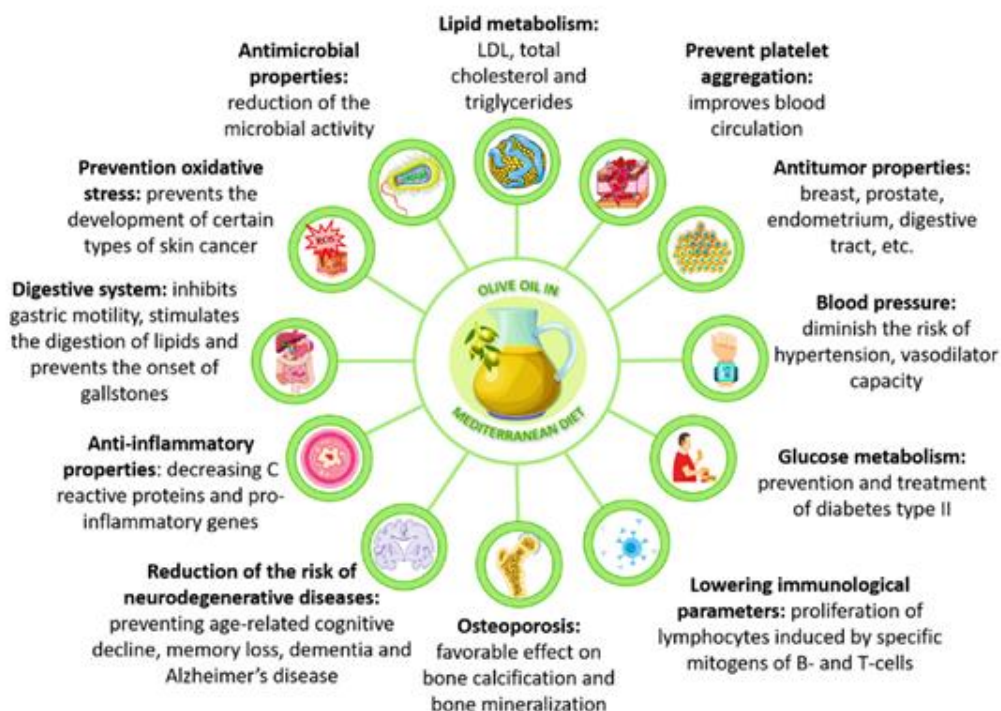 Lipid metabolism:
LDL, total
cholesterol and
triglycerides
Prevent platelet
aggregation:
improves blood
circulation
Antitumor properties:
breast, prostate,
endometrium, digestive
tract, etc.
Blood pressure:
diminish the risk of
hypertension, vasodilator
capacity
Glucose metabolism:
prevention and treatment
of diabetes type II
Lowering immunological
parameters: proliferation of
lymphocytes induced by specific
mitogens of B- and T-cells
Osteoporosis:
favorable effect on
bone calcification and
bone mineralization
Reduction of the risk of
neurodegenerative diseases:
preventing age-related cognitive
decline, memory loss, dementia and
Alzheimer's disease
Anti-inflammatory
properties: decreasing C
reactive proteins and pro-
inflammatory genes
Digestive system: inhibits
gastric motility, stimulates
the digestion of lipids and
prevents the onset of
gallstones
Prevention oxidative
stress: prevents the
development of certain
types of skin cancer
ROS
Antimicrobial
properties:
reduction of the
microbial activity
OLIVE OIL IN
MEDITERRANEAN DIET